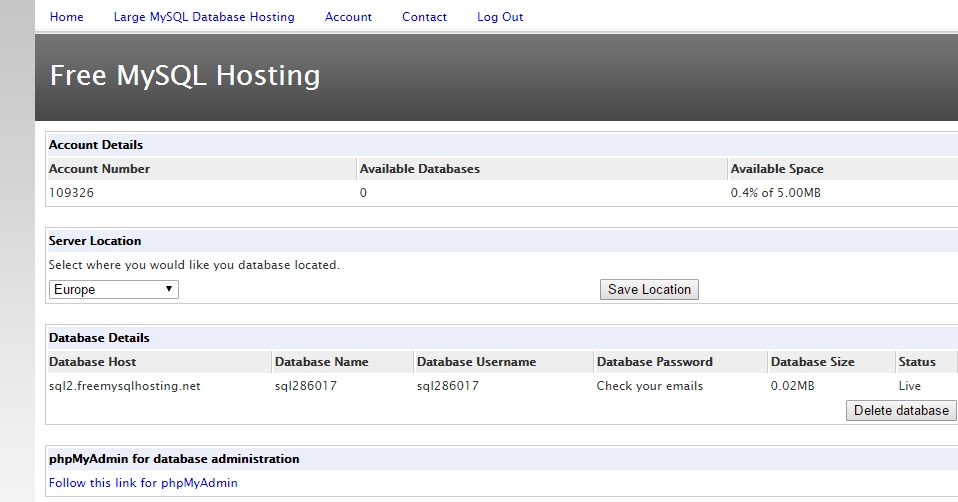 Home Large MySQL Database Hosting Account Contact Log Out
Free MySQL Hosting
Account Details
Account Number Available Databases Available Space
109326 0 0.4% of 5.00MB
Server Location
Select where you would like you database located.
Europe Save Location
Database Details
Database Host Database Name Database Username Database Password Database Size Status
sql2.freemysqlhosting.net sql286017 sql286017 Check your emails 0.02MB Live
Delete database
phpMyAdmin for database administration
Follow this link for phpMyAdmin